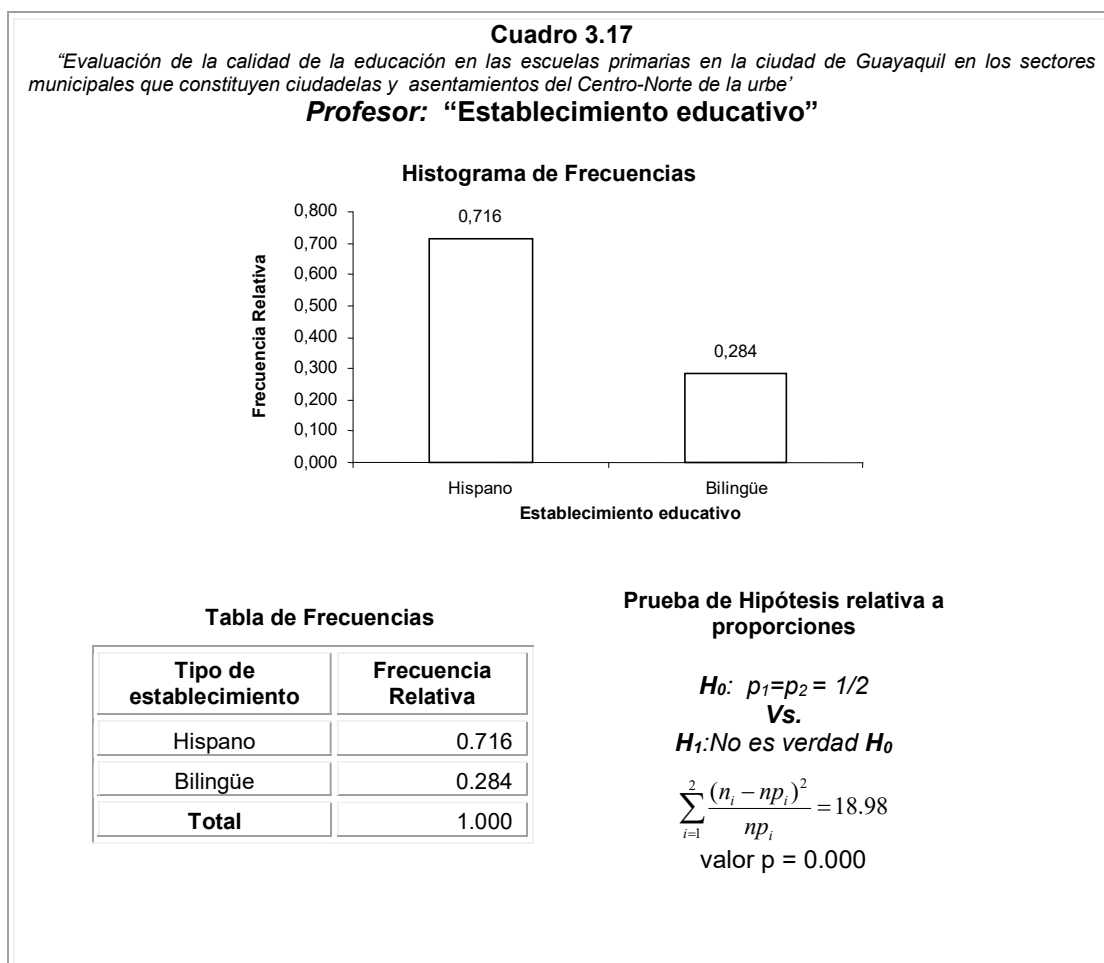 Cuadro 3.17
“Evaluación de la calidad de la educación en las escuelas primarias en la ciudad de Guayaquil en los sectores
municipales que constituyen ciudadelas y asentamientos del Centro-Norte de la urbe’
Profesor: “Establecimiento educativo”
Histograma de Frecuencias
Frecuencia Relativa
0,800
0,700
0,600
0,500
0,400
0,300
0,200
0,100
0,000
0,716
0,284
Hispano Bilingüe
Establecimiento educativo
Tabla de Frecuencias
Tipo de establecimiento Frecuencia Relativa
Hispano 0.716
Bilingüe 0.284
Total 1.000
Prueba de Hipótesis relativa a
proporciones
H₀: p₁=p₂ = 1/2
Vs.
H₁:No es verdad H₀
∑_{i=1}^{2} (n_i − np_i)² / np_i = 18.98
valor p = 0.000